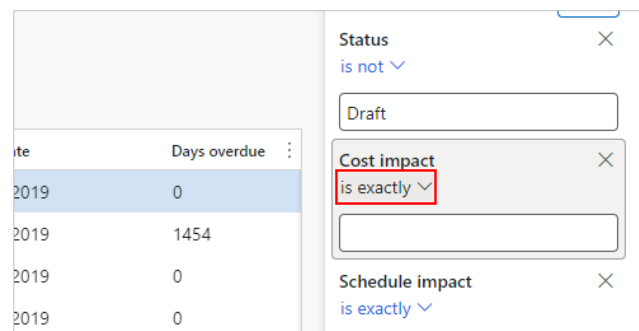 Status
is not
Draft
Cost impact
is exactly
Schedule impact
is exactly
Days overdue
2019 0
2019 1454
2019 0
2019 0